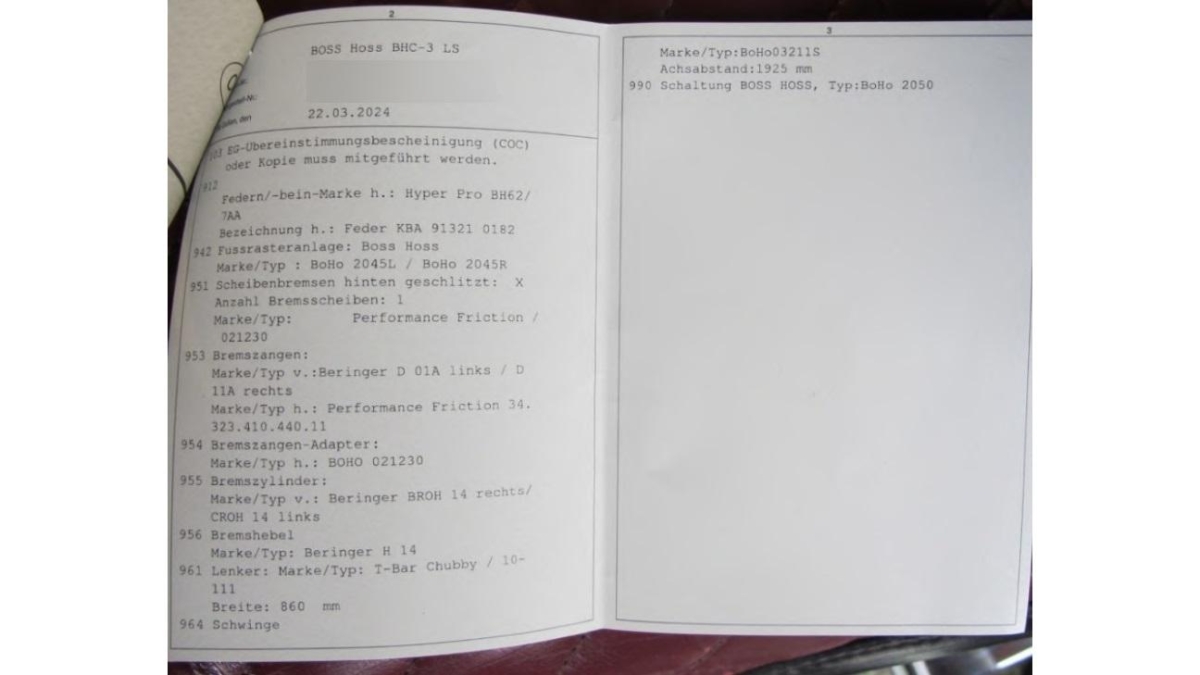 2
BOSS Hoss BHC-3 LS
22.03.2024
103 EG-Übereinstimmungsbescheinigung (COC)
oder Kopie muss mitgeführt werden.
912
Federn/-bein-Marke h.: Hyper Pro BH62/
7AA
Bezeichnung h.: Feder KBA 91321 0182
942 Fussrasteranlage: Boss Hoss
Marke/Typ : BoHo 2045L / BoHo 2045R
951 Scheibenbremsen hinten geschlitzt: X
Anzahl Bremsscheiben: 1
Marke/Typ: Performance Friction /
021230
953 Bremszangen:
Marke/Typ v.:Beringer D 01A links / D
11A rechts
Marke/Typ h.: Performance Friction 34.
323.410.440.11
954 Bremszangen-Adapter:
Marke/Typ h.: BOHO 021230
955 Bremszylinder:
Marke/Typ v.: Beringer BROH 14 rechts/
CROH 14 links
956 Bremshebel
Marke/Typ: Beringer H 14
961 Lenker: Marke/Typ: T-Bar Chubby / 10-
111
Breite: 860 mm
964 Schwinge
3
Marke/Typ:BoHo03211S
Achsabstand:1925 mm
990 Schaltung BOSS HOSS, Typ:BoHo 2050